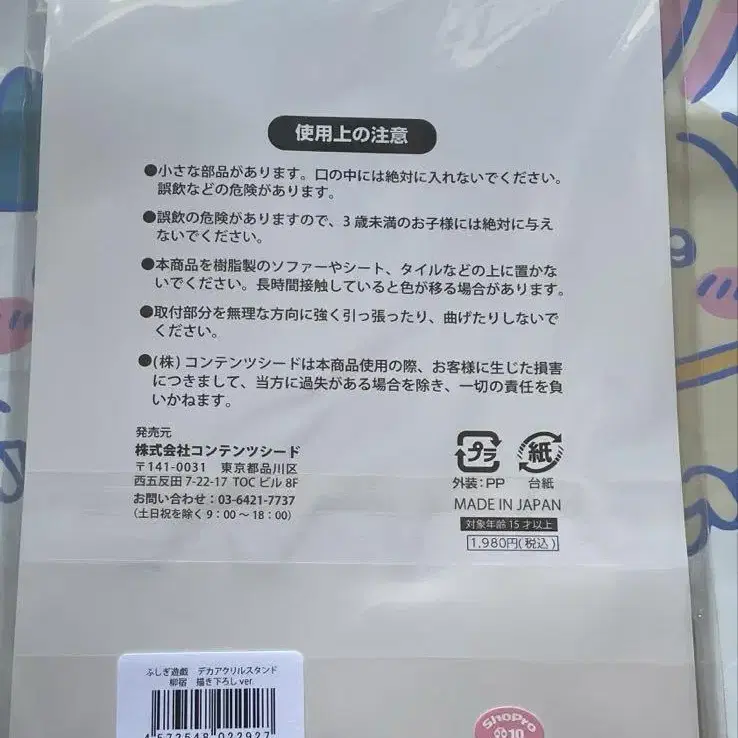 使用上の注意
●小さな部品があります。口の中には絶対に入れないでください。
誤飲などの危険があります。
●誤飲の危険がありますので、3歳未満のお子様には絶対に与え
ないでください。
●本商品を樹脂製のソファーやシート、タイルなどの上に置かな
いでください。長時間接触していると色が移る場合があります。
●取付部分を無理な方向に強く引っ張ったり、曲げたりしないで
ください。
●(株)コンテンツシードは本商品使用の際、お客様に生じた損害
につきまして、当方に過失がある場合を除き、一切の責任を負
いかねます。
発売元
株式会社コンテンツシード
〒141-0031 東京都品川区
西五反田 7-22-17 TOC ビル 8F
お問い合わせ:03-6421-7737
(土日祝を除く 9:00 〜 18:00)
プラ
紙
外装:PP
台紙
MADE IN JAPAN
対象年齢 15 才以上
1,980円(税込)
ふしぎ遊戯 デカアクリルスタンド
柳宿 描き下ろし ver.
4 573548 022927
ShoPro
10